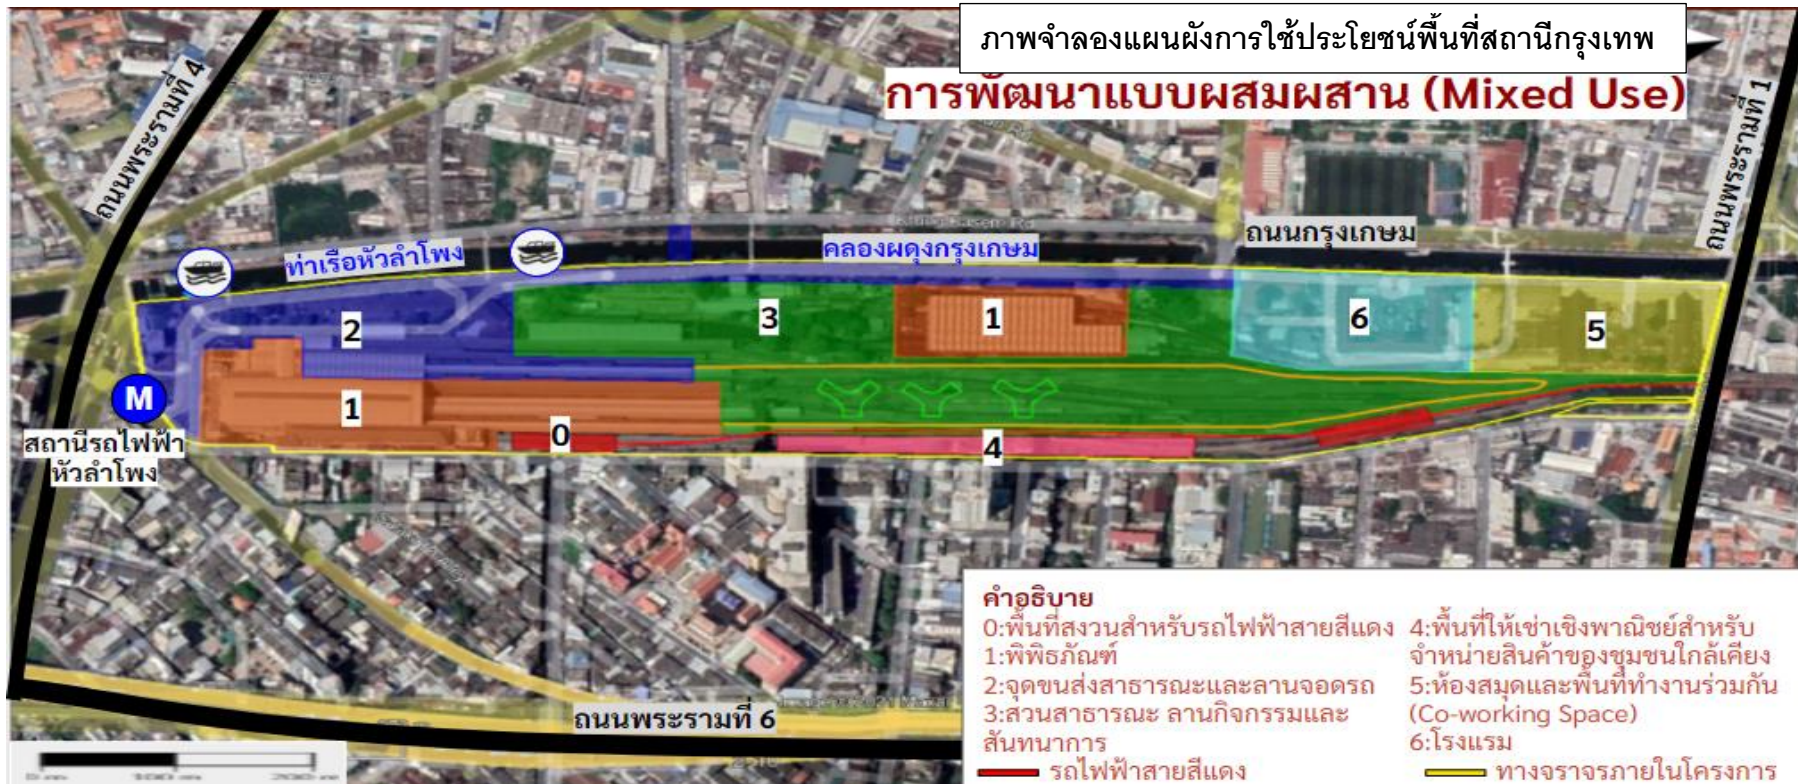 ภาพจำลองแผนผังการใช้ประโยชน์พื้นที่สถานีกรุงเทพ
การพัฒนาแบบผสมผสาน (Mixed Use)
ถนนพระรามที่ 4
ถนนพระรามที่ 1
ท่าเรือหัวลำโพง
คลองผดุงกรุงเกษม
ถนนกรุงเกษม
2
3
1
6
5
M
1
0
4
สถานีรถไฟฟ้า
หัวลำโพง
ถนนพระรามที่ 6
คำอธิบาย
0:พื้นที่สงวนสำหรับรถไฟฟ้าสายสีแดง
1:พิพิธภัณฑ์
2:จุดขนส่งสาธารณะและลานจอดรถ
3:สวนสาธารณะ ลานกิจกรรมและ
สันทนาการ
รถไฟฟ้าสายสีแดง
4:พื้นที่ให้เช่าเชิงพาณิชย์สำหรับ
จำหน่ายสินค้าของชุมชนใกล้เคียง
5:ห้องสมุดและพื้นที่ทำงานร่วมกัน
(Co-working Space)
6:โรงแรม
ทางจราจรภายในโครงการ